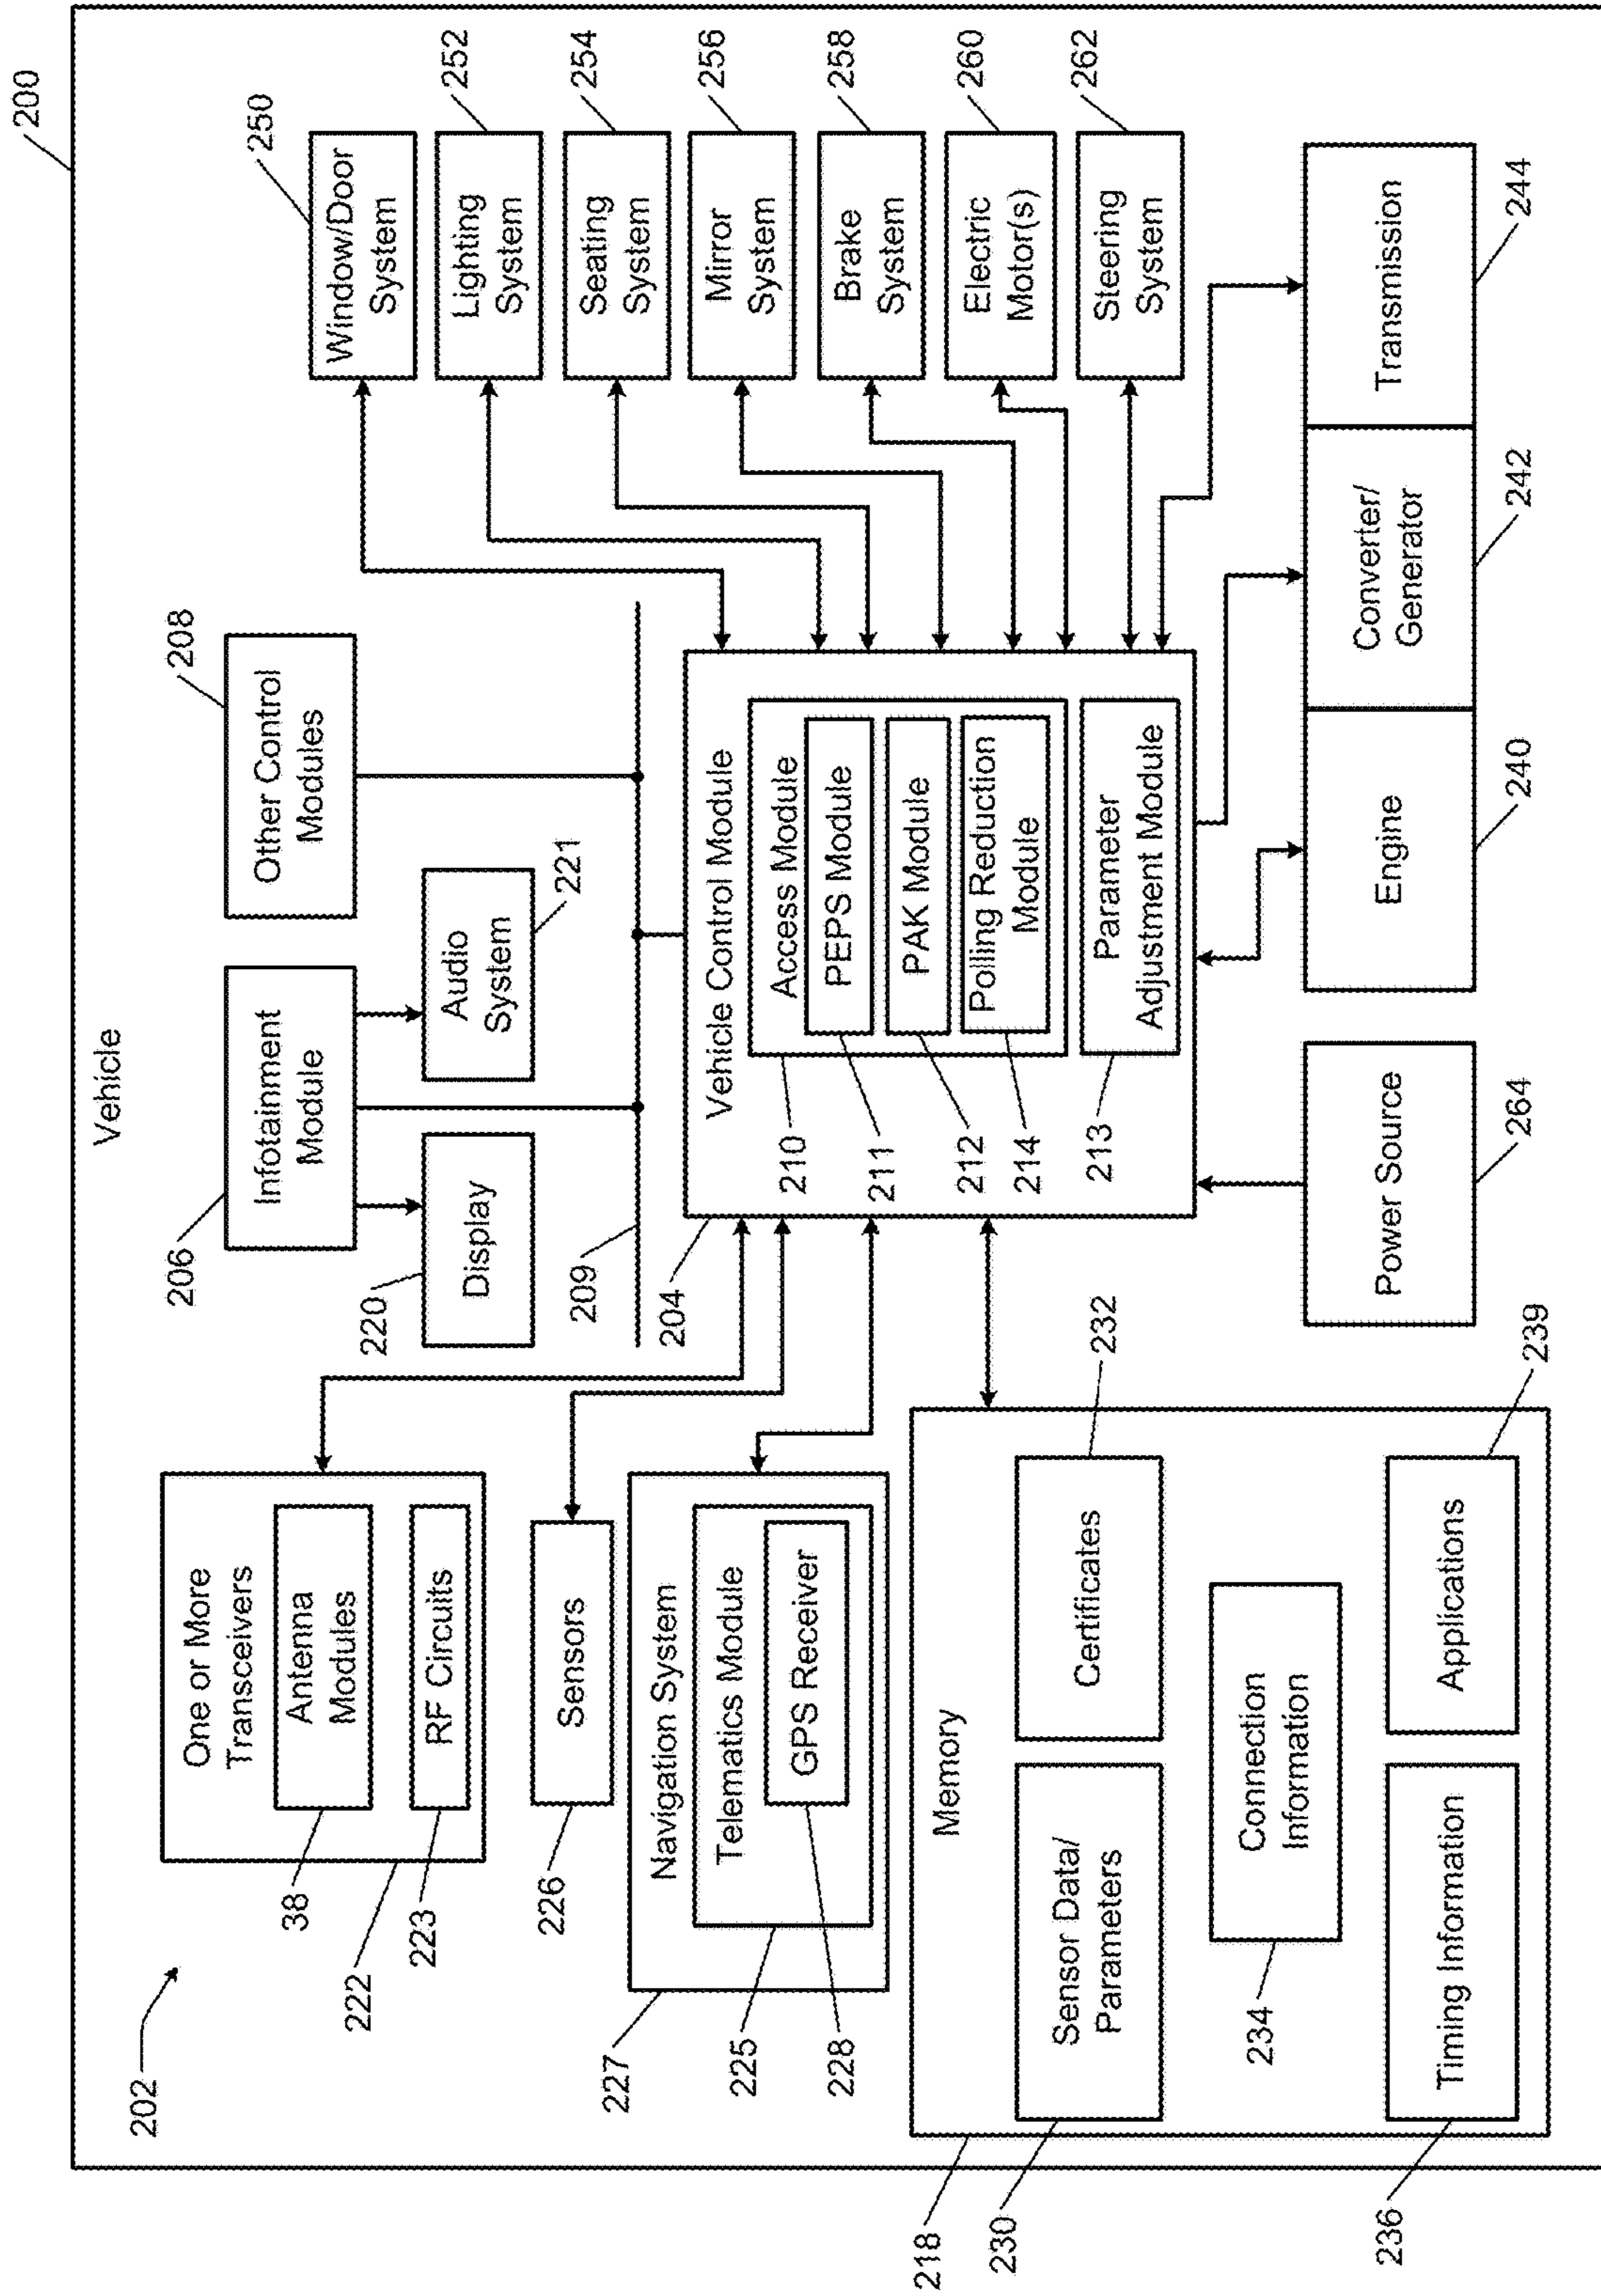 200
Vehicle
202
One or More
Transceivers
Antenna
Modules
RF Circuits
38
223
222
Sensors
226
Navigation System
Telematics Module
GPS Receiver
227
225
228
206
Infotainment
Module
220
Display
Audio
System
221
Other Control
Modules
208
209
204
Vehicle Control Module
Access Module
PEPS Module
PAK Module
Polling Reduction
Module
Parameter
Adjustment Module
210
211
212
214
213
Window/Door
System
250
Lighting
System
252
Seating
System
254
Mirror
System
256
Brake
System
258
Electric
Motor(s)
260
Steering
System
262
Memory
Sensor Data/
Parameters
Certificates
232
Connection
Information
234
Timing Information
Applications
239
218
230
236
Power Source
264
Engine
240
Converter/
Generator
242
Transmission
244